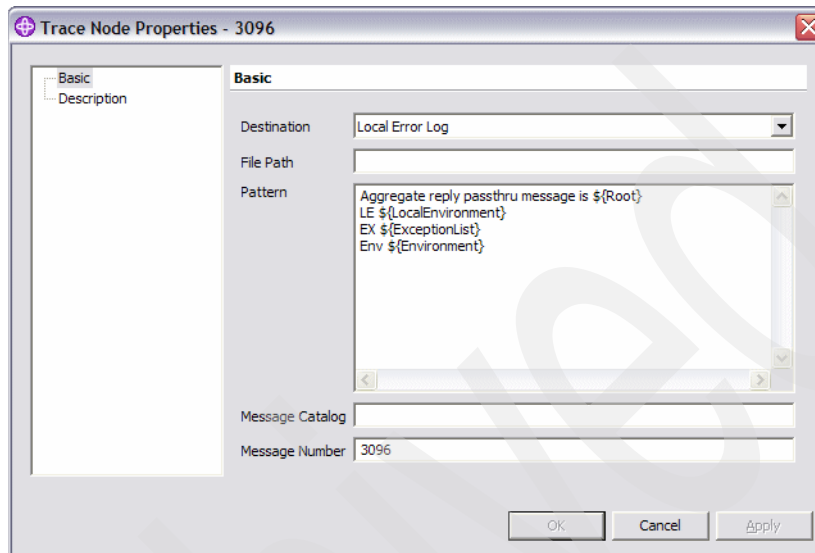 Trace Node Properties - 3096
Basic
Description
Basic
Destination
Local Error Log
File Path
Pattern
Aggregate reply passthru message is ${Root}
LE ${LocalEnvironment}
EX ${ExceptionList}
Env ${Environment}
Message Catalog
Message Number
3096
OK
Cancel
Apply